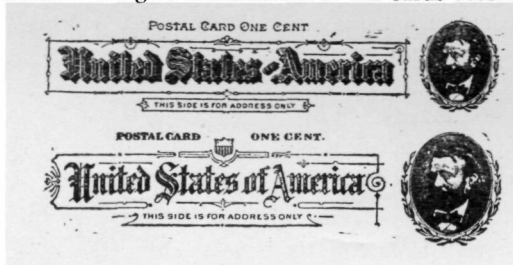 POSTAL CARD ONE CENT
United States of America
THIS SIDE IS FOR ADDRESS ONLY
POSTAL CARD ONE CENT.
United States of America
THIS SIDE IS FOR ADDRESS ONLY